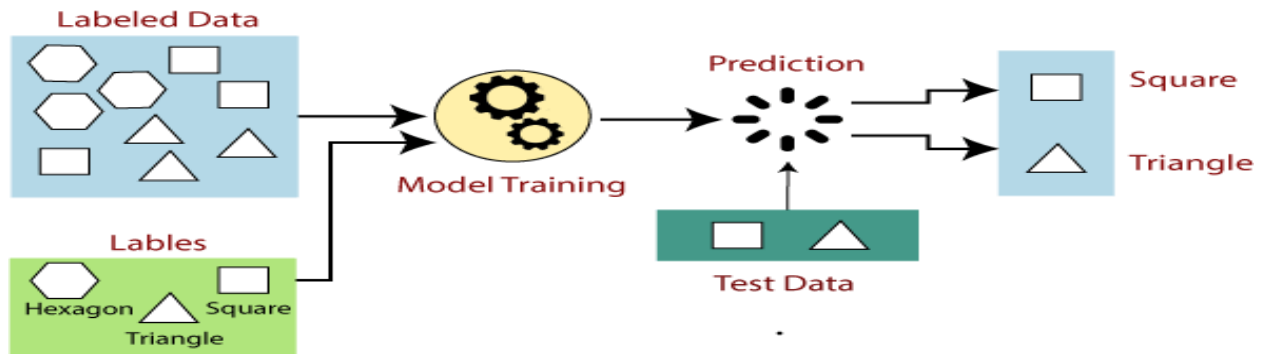 Labeled Data
Prediction
Square
Model Training
Triangle
Lables
Hexagon
Square
Triangle
Test Data